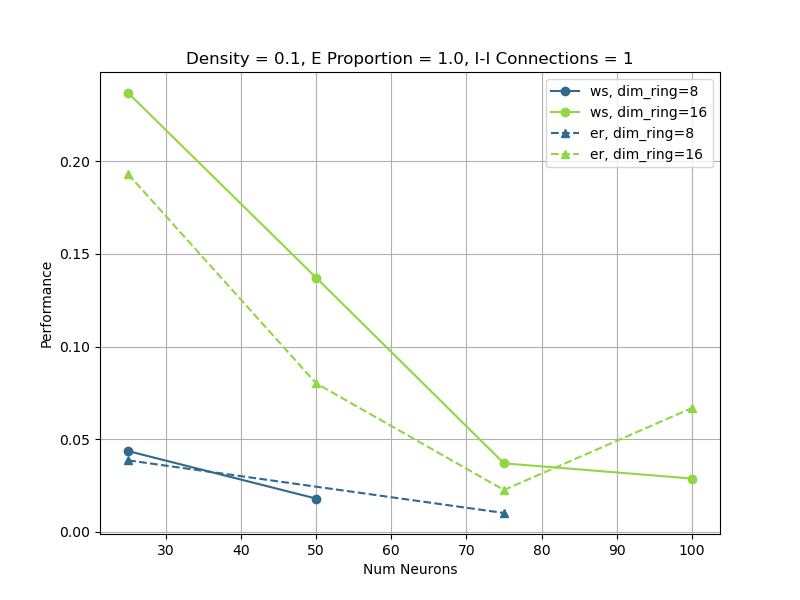 Density = 0.1, E Proportion = 1.0, I-I Connections = 1
ws, dim_ring=8
ws, dim_ring=16
er, dim_ring=8
er, dim_ring=16
Performance
0.20
0.15
0.10
0.05
0.00
30 40 50 60 70 80 90 100
Num Neurons